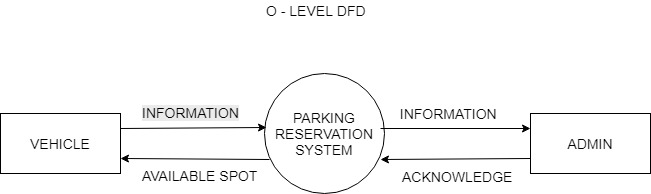 O - LEVEL DFD
INFORMATION
INFORMATION
VEHICLE
PARKING
RESERVATION
SYSTEM
ADMIN
AVAILABLE SPOT
ACKNOWLEDGE